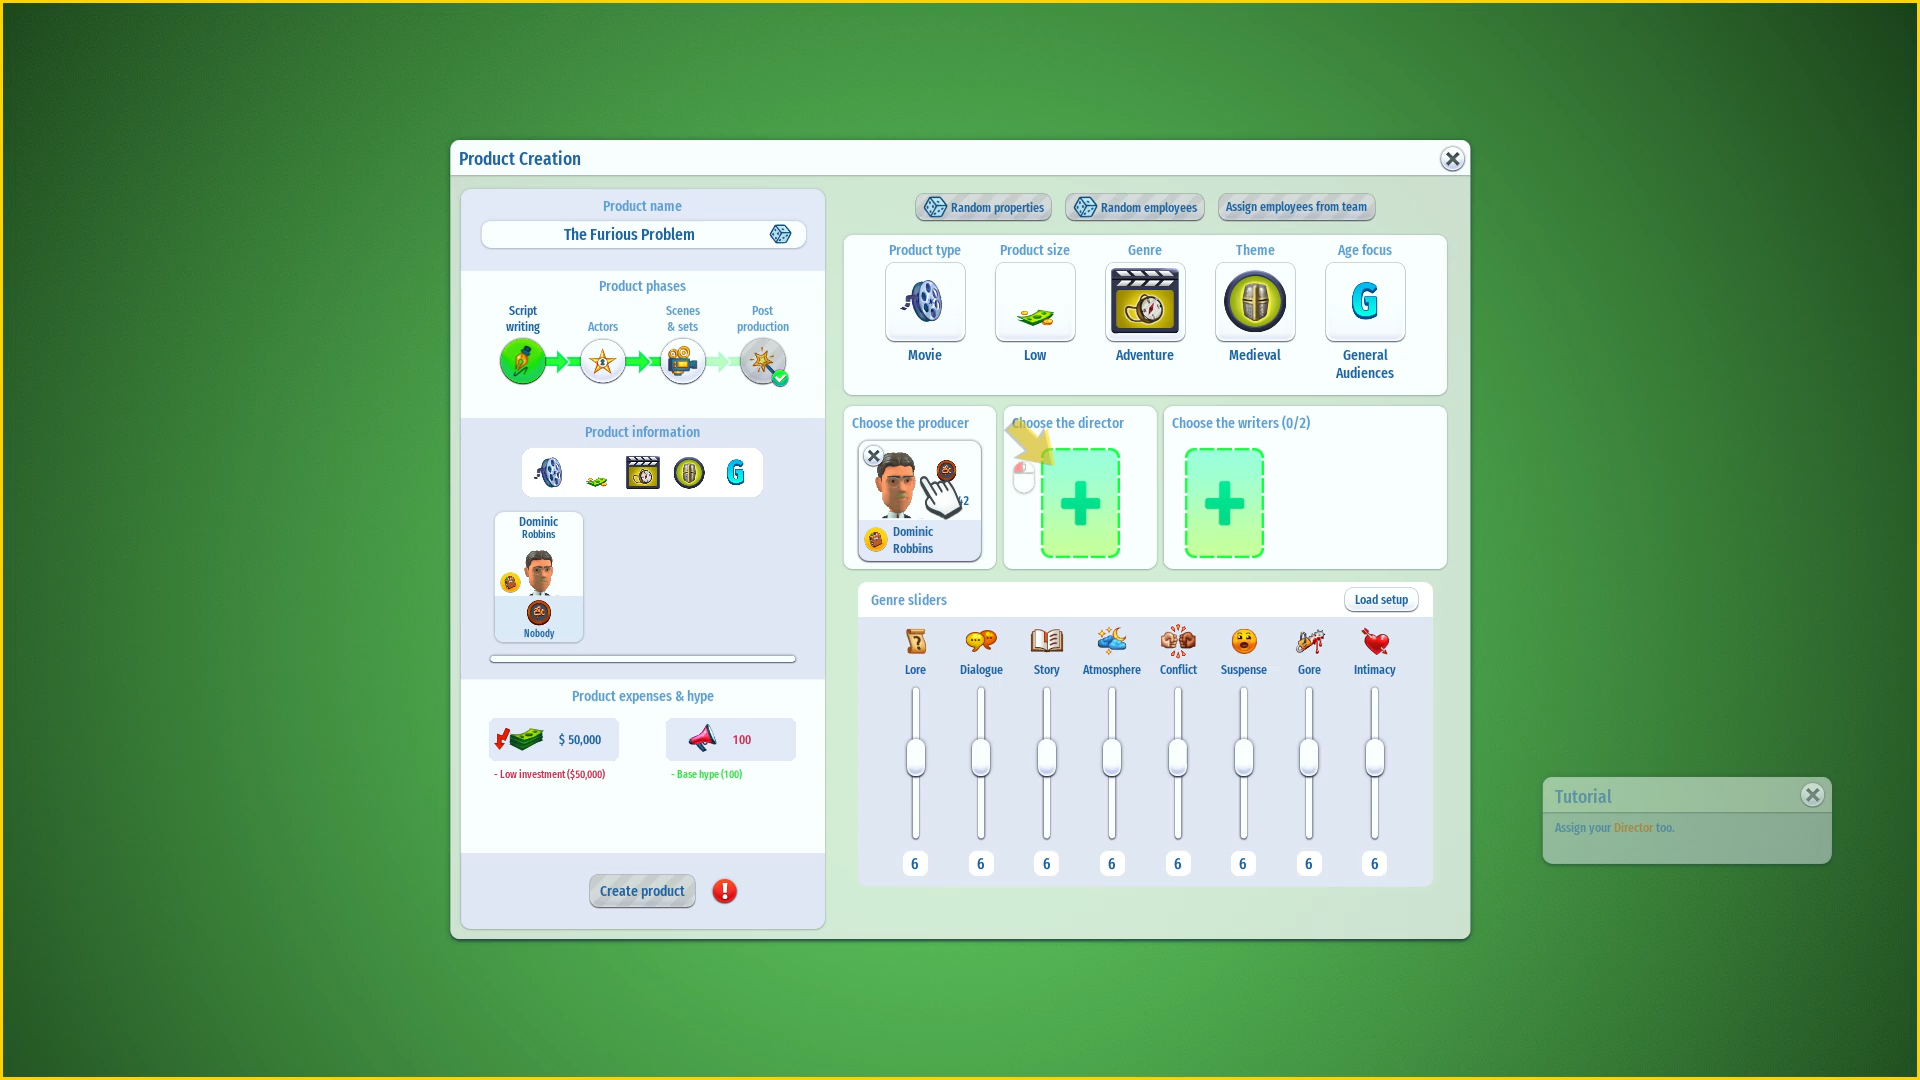 Product Creation
Product name
The Furious Problem
Product phases
Script
writing
Actors
Scenes
& sets
Post
production
Product information
G
Dominic
Robbins
Nobody
Product expenses & hype
$ 50,000
100
- Low investment ($50,000)
- Base hype (100)
Create product
Random properties
Random employees
Assign employees from team
Product type
Product size
Genre
Theme
Age focus
G
Movie
Low
Adventure
Medieval
General
Audiences
Choose the producer
Choose the director
Choose the writers (0/2)
Dominic
Robbins
Genre sliders
Load setup
Lore
Dialogue
Story
Atmosphere
Conflict
Suspense
Gore
Intimacy
6
6
6
6
6
6
6
6
Tutorial
Assign your Director too.